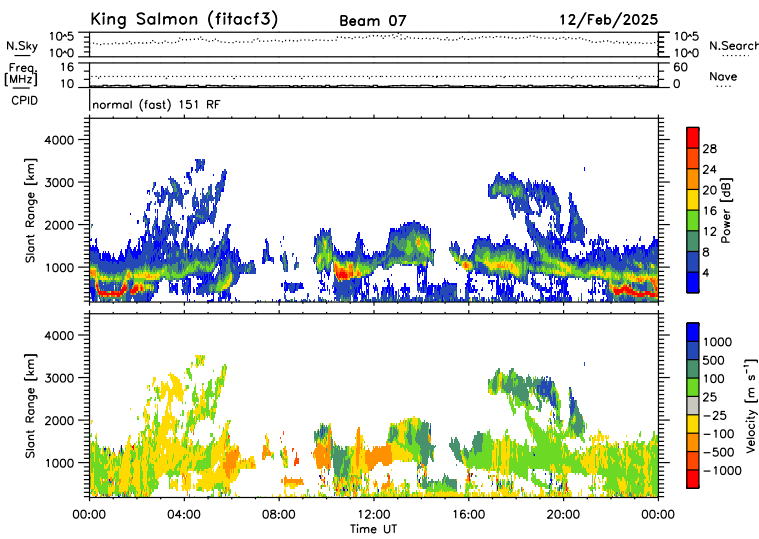 King Salmon (fitacf3) Beam 07 12/Feb/2025
N.Sky 10^5 10^5 N.Search
10^0 10^0
Freq. 16 60 Nave
[MHz] 10 0
CPID normal (fast) 151 RF
Slant Range [km]
4000
3000
2000
1000
28
24
20
16
12
8
4
Power [dB]
Slant Range [km]
4000
3000
2000
1000
1000
500
100
25
-25
-100
-500
-1000
Velocity [m s⁻¹]
00:00 04:00 08:00 12:00 16:00 20:00 00:00
Time UT